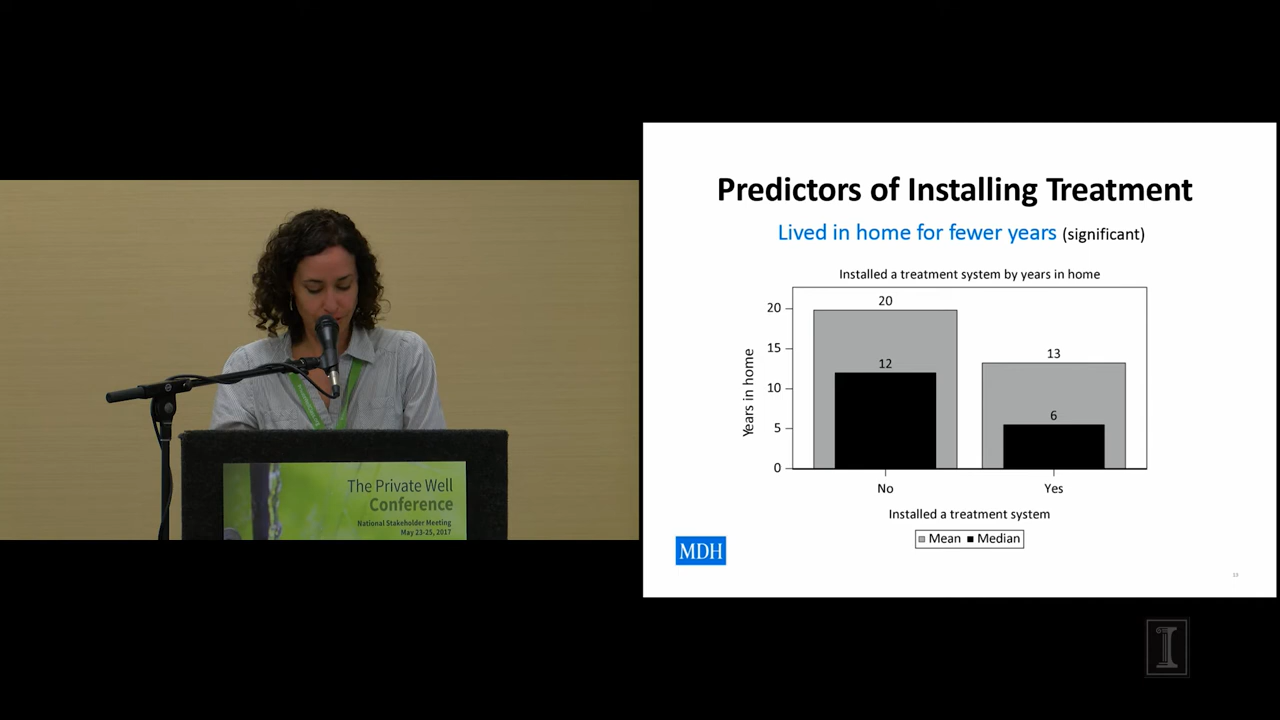 The Private Well
Conference
National Stakeholder Meeting
May 23-25, 2017
Predictors of Installing Treatment
Lived in home for fewer years (significant)
Installed a treatment system by years in home
Years in home
20
15
10
5
0
20
12
13
6
No Yes
Installed a treatment system
Mean Median
MDH
23
I